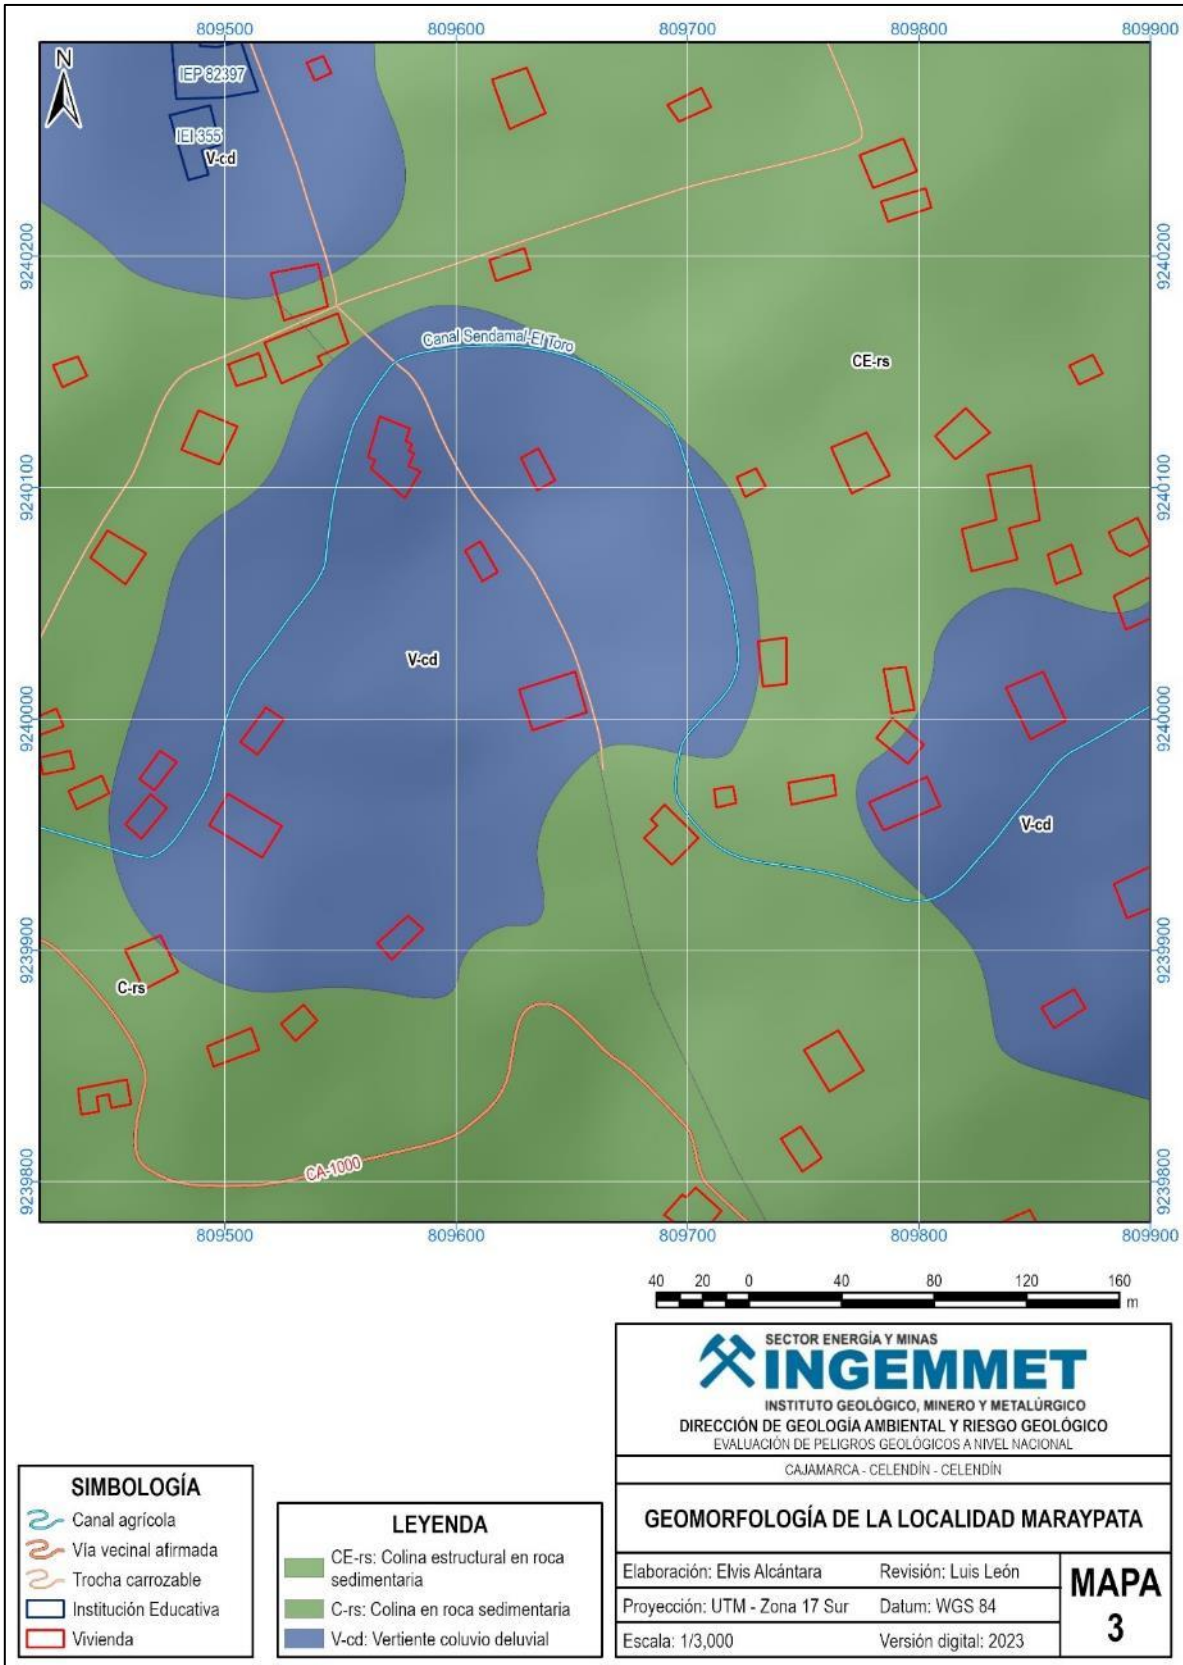 809500 809600 809700 809800 809900
N
IEP 82397
IEI 355
V-cd
9240200 9240200
Canal Sendamal-El Toro
CE-rs
9240100 9240100
V-cd
9240000 9240000
V-cd
9239900 9239900
C-rs
CA-1000
9239800 9239800
809500 809600 809700 809800 809900
40 20 0 40 80 120 160
m
SECTOR ENERGÍA Y MINAS
INGEMMET
INSTITUTO GEOLÓGICO, MINERO Y METALÚRGICO
DIRECCIÓN DE GEOLOGÍA AMBIENTAL Y RIESGO GEOLÓGICO
EVALUACIÓN DE PELIGROS GEOLÓGICOS A NIVEL NACIONAL
CAJAMARCA - CELENDÍN - CELENDÍN
GEOMORFOLOGÍA DE LA LOCALIDAD MARAYPATA
Elaboración: Elvis Alcántara Revisión: Luis León
Proyección: UTM - Zona 17 Sur Datum: WGS 84
Escala: 1/3,000 Versión digital: 2023
MAPA
3
SIMBOLOGÍA
Canal agrícola
Vía vecinal afirmada
Trocha carrozable
Institución Educativa
Vivienda
LEYENDA
CE-rs: Colina estructural en roca
sedimentaria
C-rs: Colina en roca sedimentaria
V-cd: Vertiente coluvio deluvial